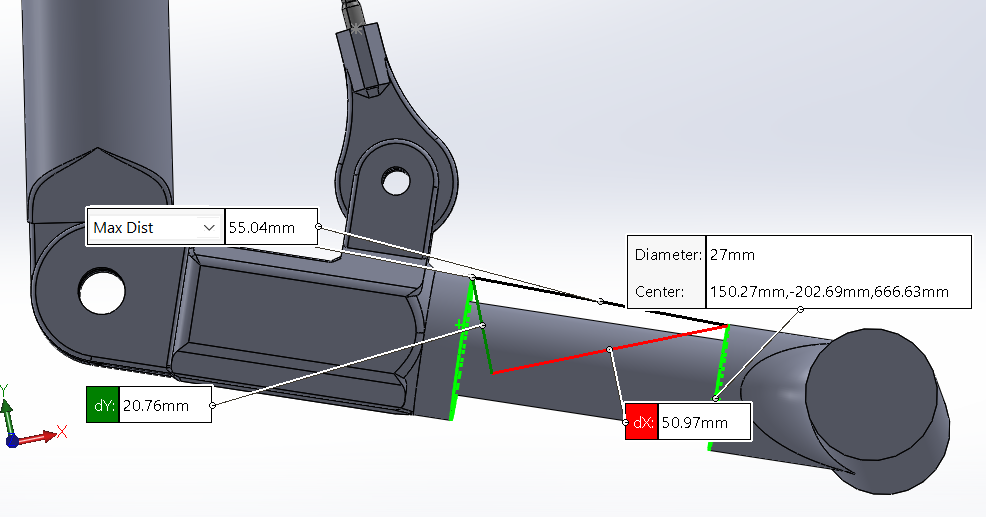 Max Dist 55.04mm
Diameter: 27mm
Center: 150.27mm,-202.69mm,666.63mm
dY: 20.76mm
dX: 50.97mm
Y
X